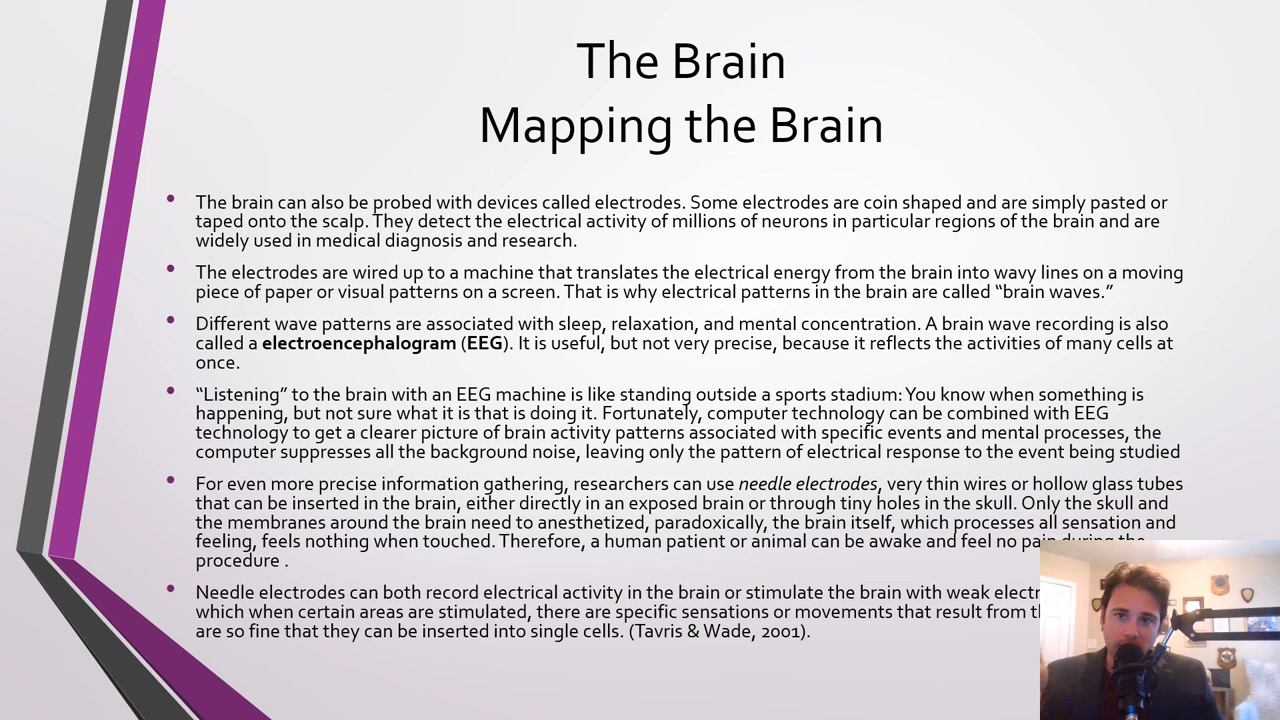 The Brain
Mapping the Brain
• The brain can also be probed with devices called electrodes. Some electrodes are coin shaped and are simply pasted or
taped onto the scalp. They detect the electrical activity of millions of neurons in particular regions of the brain and are
widely used in medical diagnosis and research.
• The electrodes are wired up to a machine that translates the electrical energy from the brain into wavy lines on a moving
piece of paper or visual patterns on a screen. That is why electrical patterns in the brain are called “brain waves.”
• Different wave patterns are associated with sleep, relaxation, and mental concentration. A brain wave recording is also
called a electroencephalogram (EEG). It is useful, but not very precise, because it reflects the activities of many cells at
once.
• “Listening” to the brain with an EEG machine is like standing outside a sports stadium: You know when something is
happening, but not sure what it is that is doing it. Fortunately, computer technology can be combined with EEG
technology to get a clearer picture of brain activity patterns associated with specific events and mental processes, the
computer suppresses all the background noise, leaving only the pattern of electrical response to the event being studied
• For even more precise information gathering, researchers can use needle electrodes, very thin wires or hollow glass tubes
that can be inserted in the brain, either directly in an exposed brain or through tiny holes in the skull. Only the skull and
the membranes around the brain need to anesthetized, paradoxically, the brain itself, which processes all sensation and
feeling, feels nothing when touched. Therefore, a human patient or animal can be awake and feel no pain during the
procedure .
• Needle electrodes can both record electrical activity in the brain or stimulate the brain with weak
which when certain areas are stimulated, there are specific sensations or movements that result from
are so fine that they can be inserted into single cells. (Tavris & Wade, 2001).